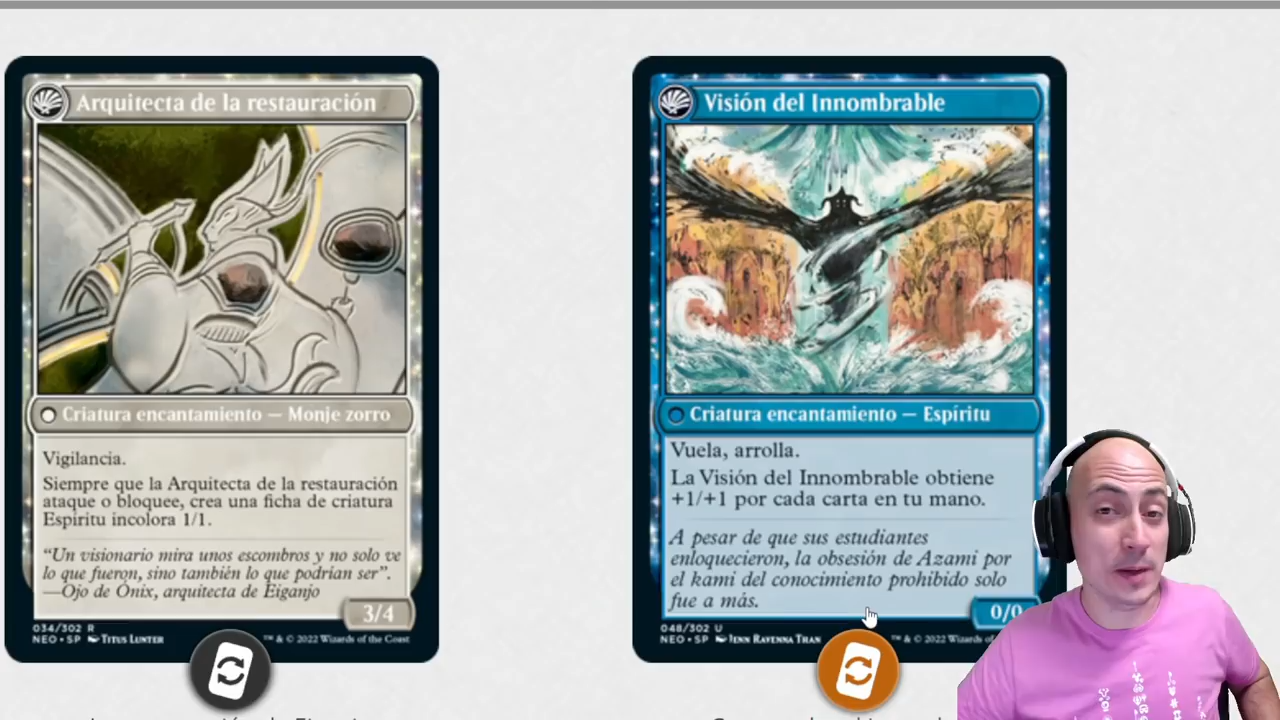 Arquitecta de la restauración
Criatura encantamiento — Monje zorro
Vigilancia.
Siempre que la Arquitecta de la restauración
ataque o bloquee, crea una ficha de criatura
Espíritu incolora 1/1.
“Un visionario mira unos escombros y no solo ve
lo que fueron, sino también lo que podrían ser”.
—Ojo de Ónix, arquitecta de Eiganjo
3/4
034/302 R
NEO • SP Titus Lunter
™ & © 2022 Wizards of the Coast
Visión del Innombrable
Criatura encantamiento — Espíritu
Vuela, arrolla.
La Visión del Innombrable obtiene
+1/+1 por cada carta en tu mano.
A pesar de que sus estudiantes
enloquecieron, la obsesión de Azami por
el kami del conocimiento prohibido solo
fue a más.
0/0
048/302 U
NEO • SP Jenn Ravenna Tran
™ & © 2022 Wizards of